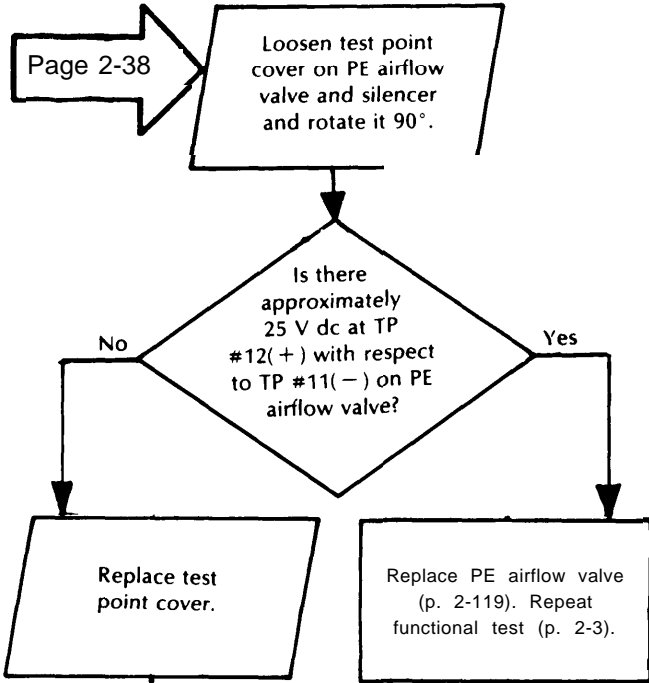 Page 2-38
Loosen test point
cover on PE airflow
valve and silencer
and rotate it 90°.
Is there
approximately
25 V dc at TP
#12(+) with respect
to TP #11(−) on PE
airflow valve?
No
Yes
Replace test
point cover.
Replace PE airflow valve
(p. 2-119). Repeat
functional test (p. 2-3).